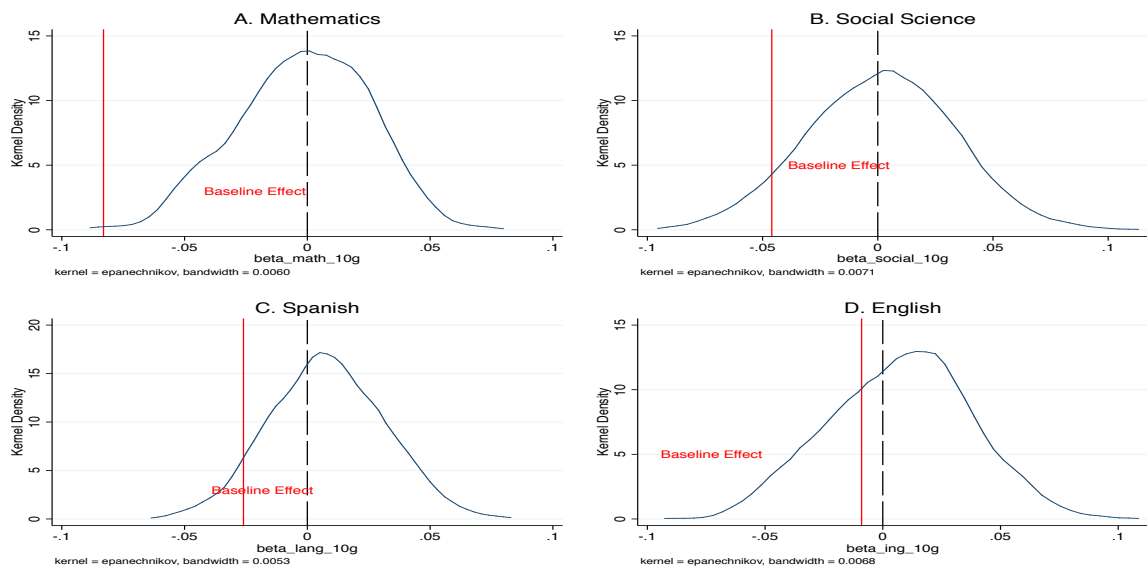 A. Mathematics
Kernel Density
15
10
5
0
Baseline Effect
-.1 -.05 0 .05 .1
beta_math_10g
kernel = epanechnikov, bandwidth = 0.0060
B. Social Science
Kernel Density
15
10
5
0
Baseline Effect
-.1 -.05 0 .05 .1
beta_social_10g
kernel = epanechnikov, bandwidth = 0.0071
C. Spanish
Kernel Density
20
15
10
5
0
Baseline Effect
-.1 -.05 0 .05 .1
beta_lang_10g
kernel = epanechnikov, bandwidth = 0.0053
D. English
Kernel Density
15
10
5
0
Baseline Effect
-.1 -.05 0 .05 .1
beta_ing_10g
kernel = epanechnikov, bandwidth = 0.0068